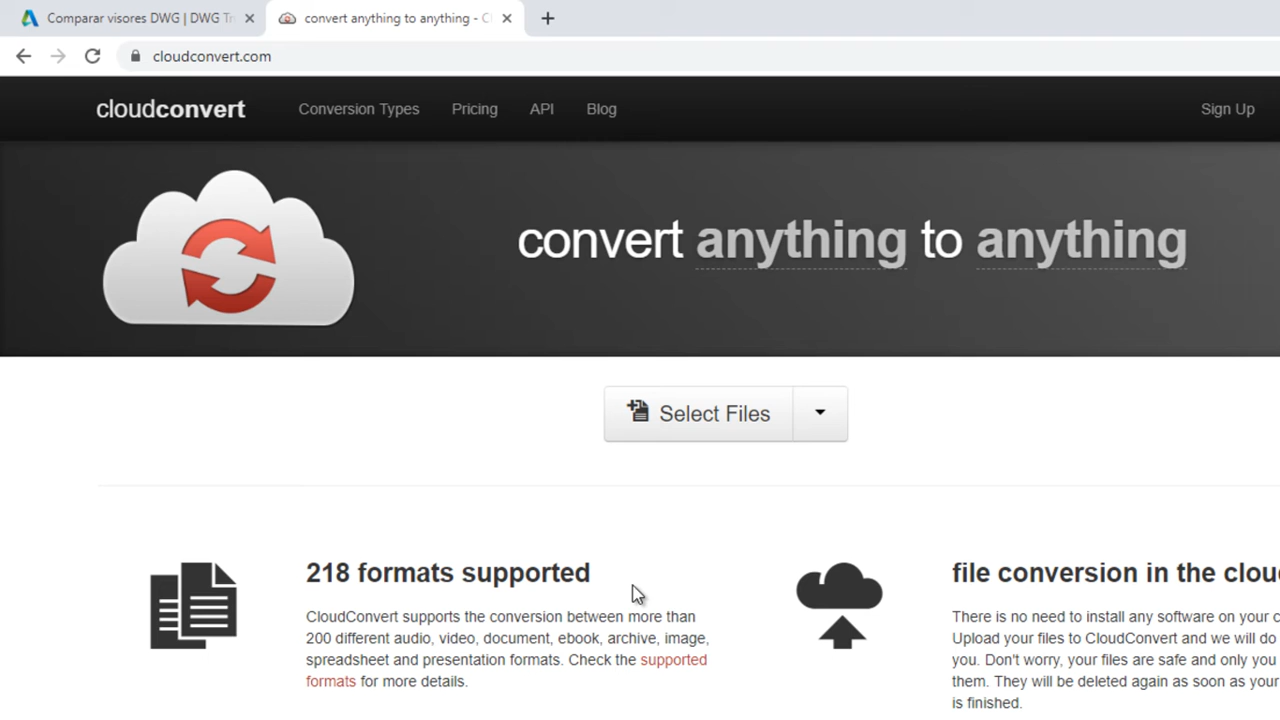 Comparar visores DWG | DWG
convert anything to anything -
cloudconvert.com
cloudconvert
Conversion Types
Pricing
API
Blog
Sign Up
convert anything to anything
Select Files
218 formats supported
CloudConvert supports the conversion between more than
200 different audio, video, document, ebook, archive, image,
spreadsheet and presentation formats. Check the supported
formats for more details.
file conversion in the clou
There is no need to install any software on your c
Upload your files to CloudConvert and we will do
you. Don't worry, your files are safe and only you
them. They will be deleted again as soon as your
is finished.